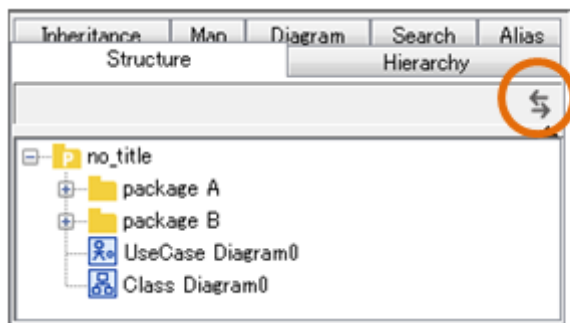 Inheritance Map Diagram Search Alias
Structure Hierarchy
no_title
package A
package B
UseCase Diagram0
Class Diagram0